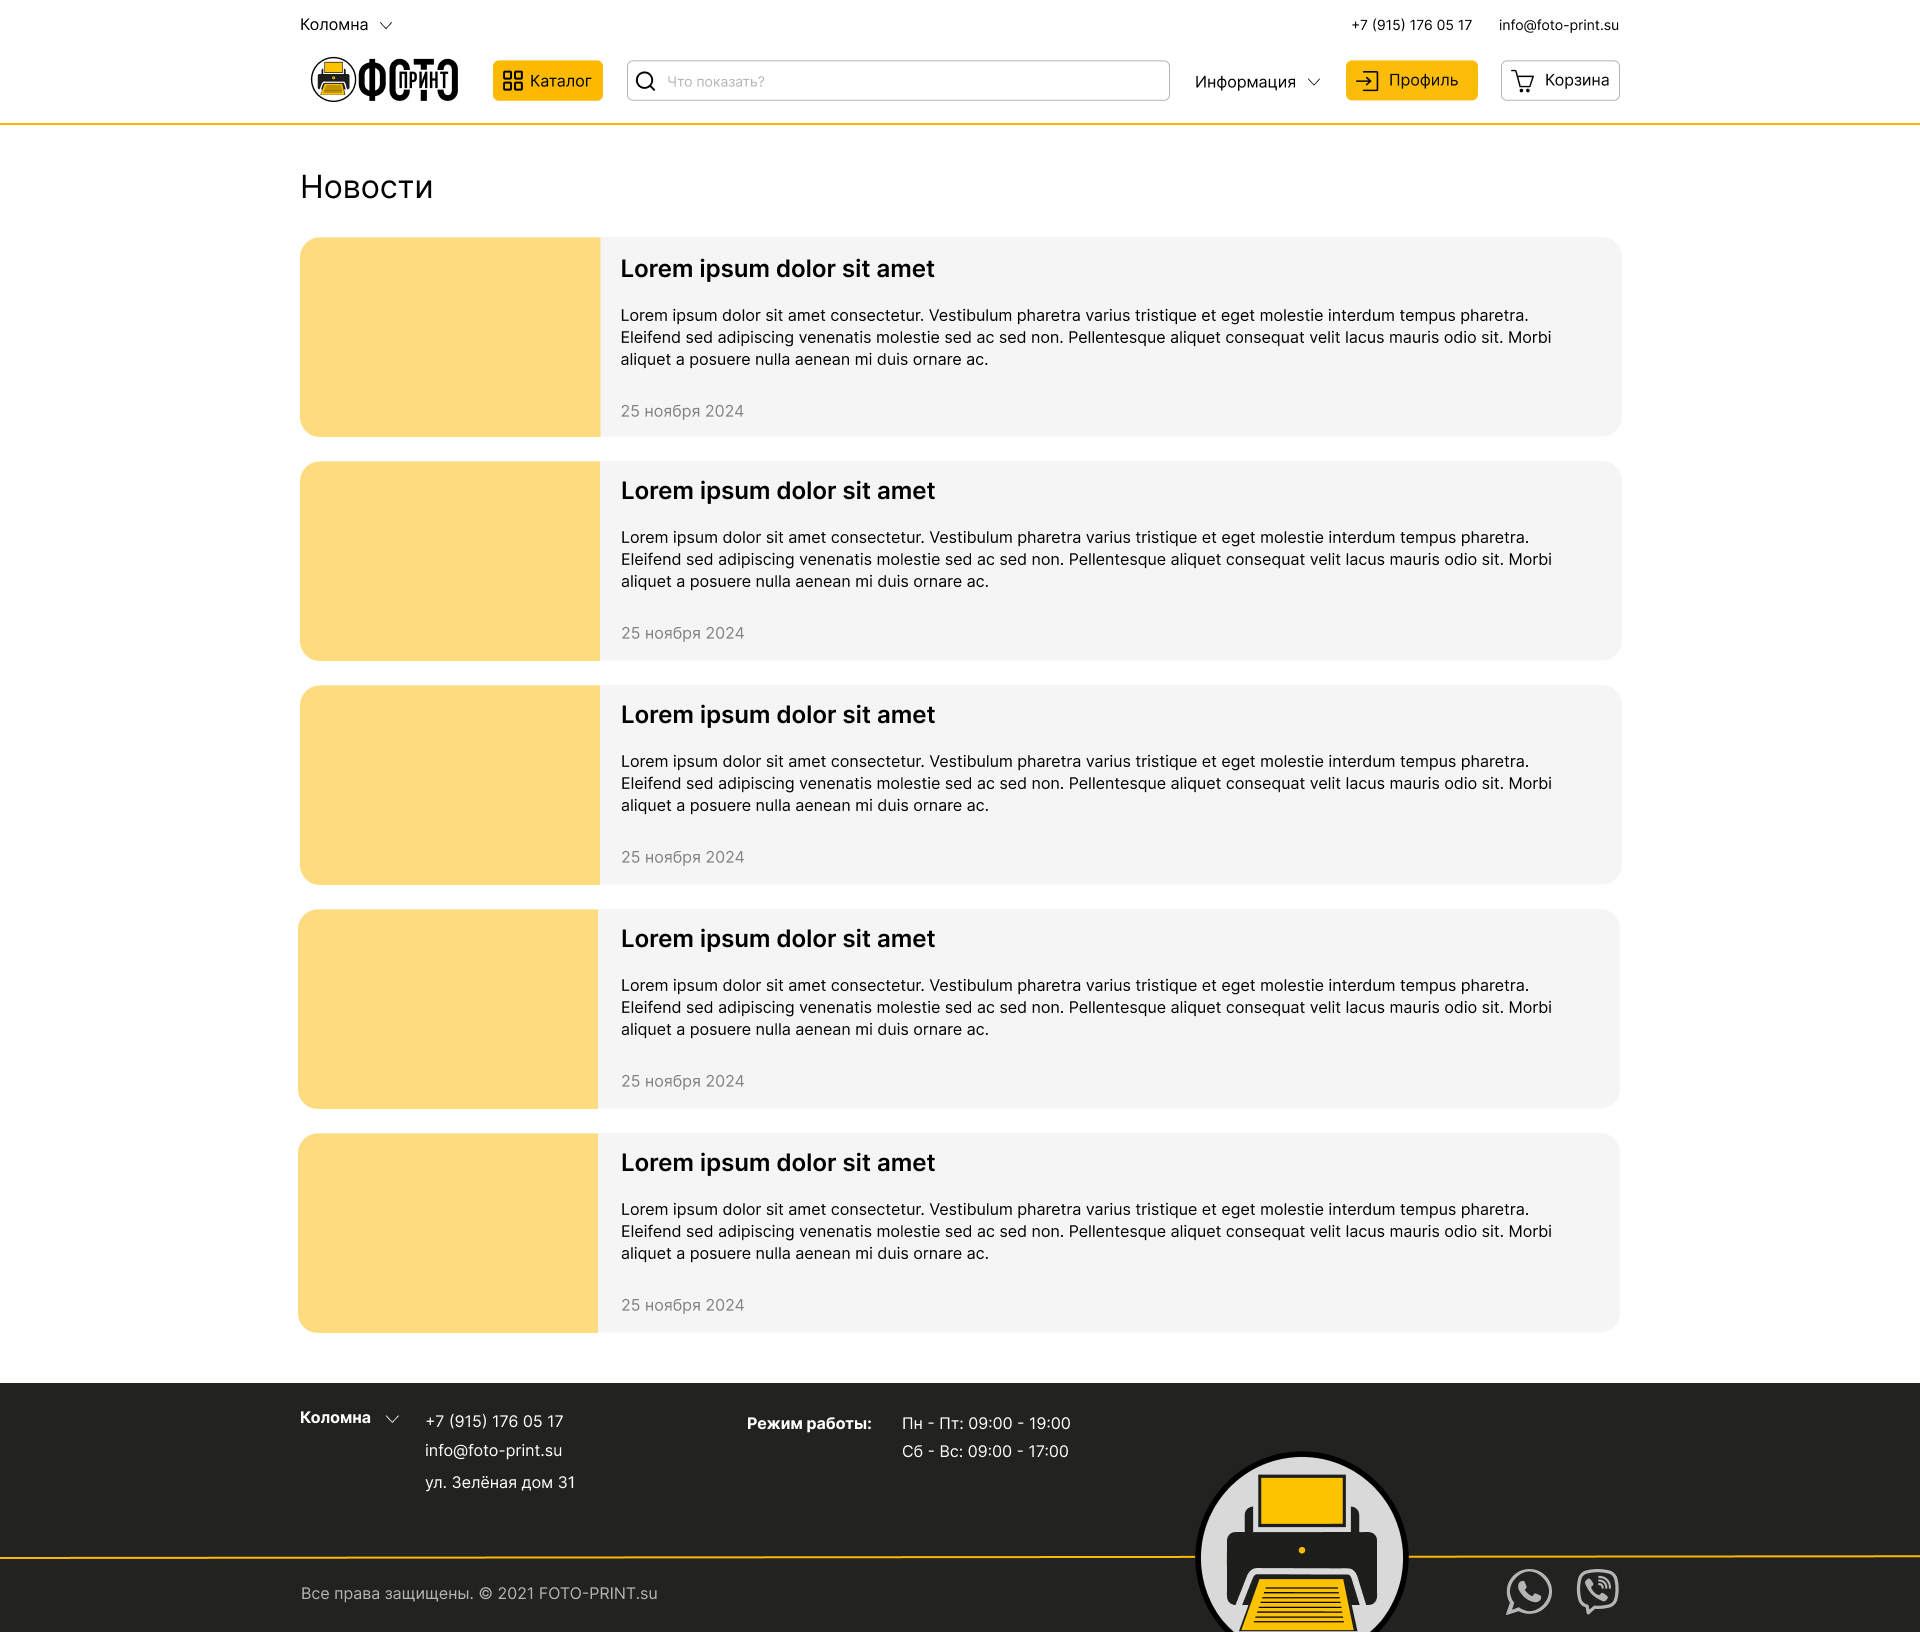 Коломна
+7 (915) 176 05 17
info@foto-print.su
ФОТО
ПРИНТ
Каталог
Что показать?
Информация
Профиль
Корзина
Новости
Lorem ipsum dolor sit amet
Lorem ipsum dolor sit amet consectetur. Vestibulum pharetra varius tristique et eget molestie interdum tempus pharetra.
Eleifend sed adipiscing venenatis molestie sed ac sed non. Pellentesque aliquet consequat velit lacus mauris odio sit. Morbi
aliquet a posuere nulla aenean mi duis ornare ac.
25 ноября 2024
Lorem ipsum dolor sit amet
Lorem ipsum dolor sit amet consectetur. Vestibulum pharetra varius tristique et eget molestie interdum tempus pharetra.
Eleifend sed adipiscing venenatis molestie sed ac sed non. Pellentesque aliquet consequat velit lacus mauris odio sit. Morbi
aliquet a posuere nulla aenean mi duis ornare ac.
25 ноября 2024
Lorem ipsum dolor sit amet
Lorem ipsum dolor sit amet consectetur. Vestibulum pharetra varius tristique et eget molestie interdum tempus pharetra.
Eleifend sed adipiscing venenatis molestie sed ac sed non. Pellentesque aliquet consequat velit lacus mauris odio sit. Morbi
aliquet a posuere nulla aenean mi duis ornare ac.
25 ноября 2024
Lorem ipsum dolor sit amet
Lorem ipsum dolor sit amet consectetur. Vestibulum pharetra varius tristique et eget molestie interdum tempus pharetra.
Eleifend sed adipiscing venenatis molestie sed ac sed non. Pellentesque aliquet consequat velit lacus mauris odio sit. Morbi
aliquet a posuere nulla aenean mi duis ornare ac.
25 ноября 2024
Lorem ipsum dolor sit amet
Lorem ipsum dolor sit amet consectetur. Vestibulum pharetra varius tristique et eget molestie interdum tempus pharetra.
Eleifend sed adipiscing venenatis molestie sed ac sed non. Pellentesque aliquet consequat velit lacus mauris odio sit. Morbi
aliquet a posuere nulla aenean mi duis ornare ac.
25 ноября 2024
Коломна
+7 (915) 176 05 17
info@foto-print.su
ул. Зелёная дом 31
Режим работы:
Пн - Пт: 09:00 - 19:00
Сб - Вс: 09:00 - 17:00
Все права защищены. © 2021 FOTO-PRINT.su